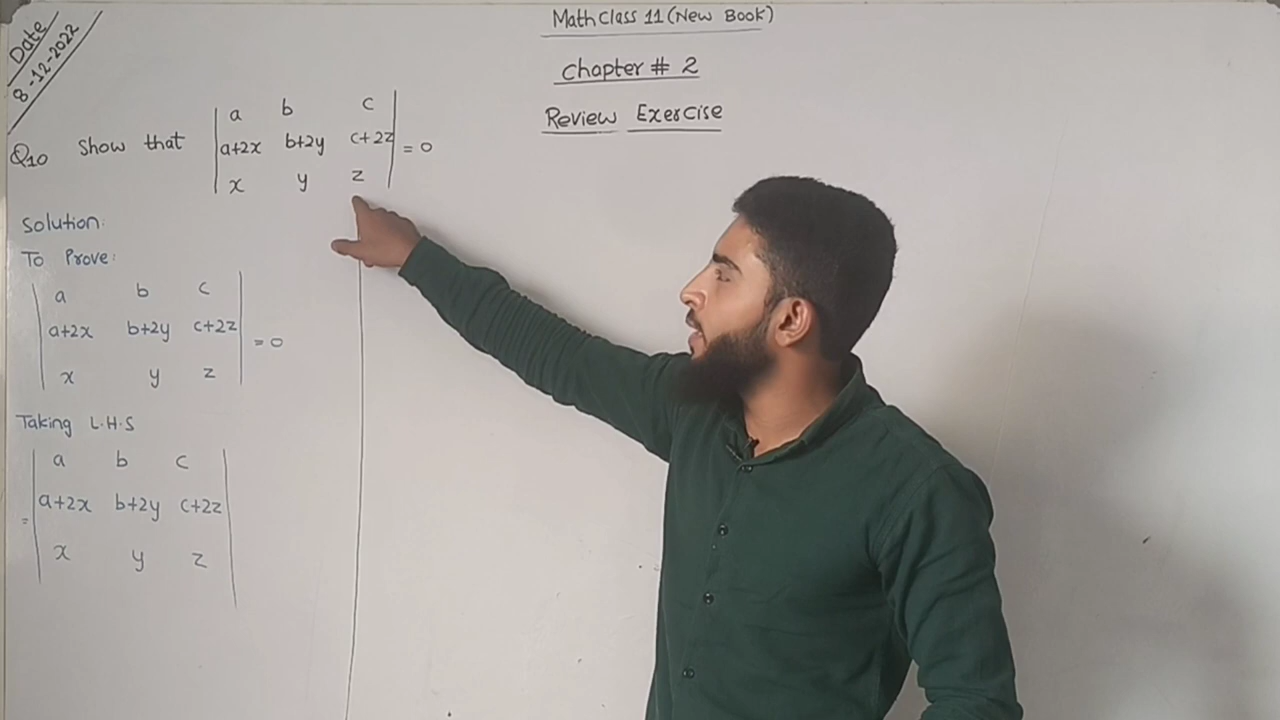 Date
8-12-2022
Math Class 11 (New Book)
Chapter # 2
Review Exercise
Q10 Show that | a b c |
| a+2x b+2y c+2z | = 0
| x y z |
Solution:
To Prove:
| a b c |
| a+2x b+2y c+2z | = 0
| x y z |
Taking L.H.S
| a b c |
= | a+2x b+2y c+2z |
| x y z |